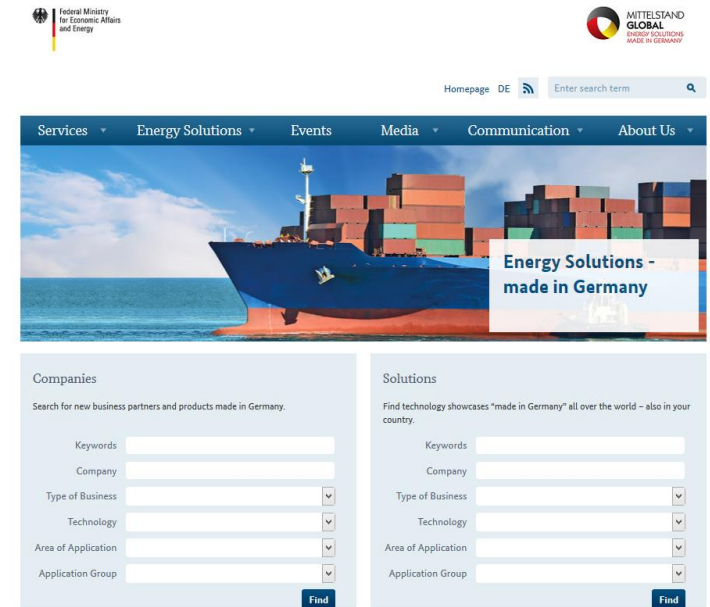 Federal Ministry
for Economic Affairs
and Energy
MITTELSTAND
GLOBAL
ENERGY SOLUTIONS
MADE IN GERMANY
Homepage DE Enter search term
Services Energy Solutions Events Media Communication About Us
Energy Solutions -
made in Germany
Companies
Search for new business partners and products made in Germany.
Keywords
Company
Type of Business
Technology
Area of Application
Application Group
Find
Solutions
Find technology showcases “made in Germany” all over the world – also in your
country.
Keywords
Company
Type of Business
Technology
Area of Application
Application Group
Find